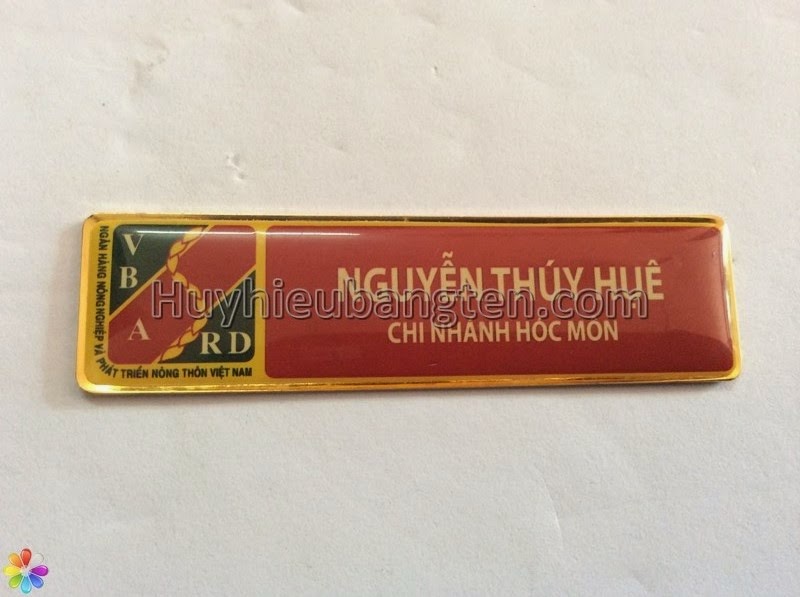 NGÂN HÀNG NÔNG NGHIỆP VÀ PHÁT TRIỂN NÔNG THÔN VIỆT NAM
V
B
A
RD
NGUYỄN THÚY HUÊ
CHI NHÁNH HÓC MÔN
Huyhieubangten.com